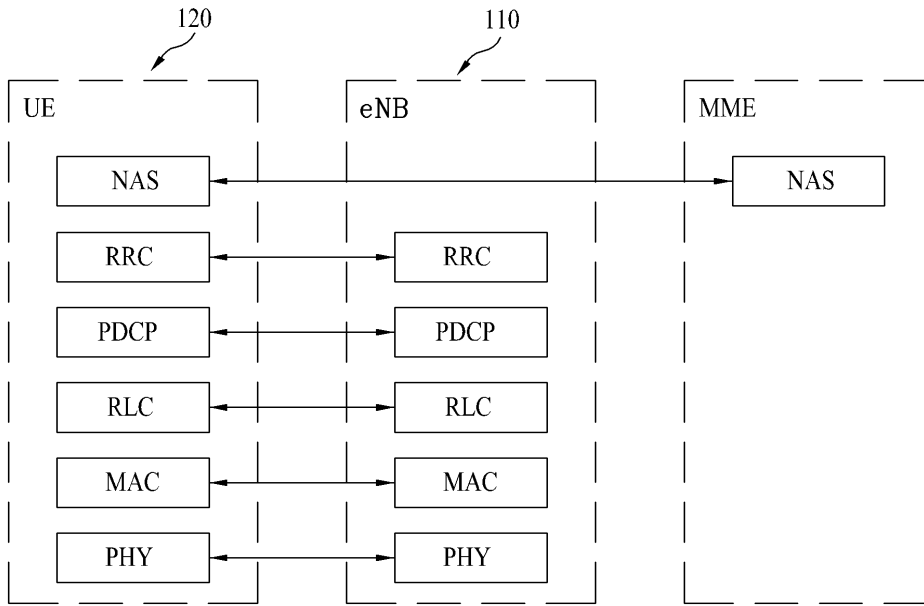 120
110
UE
eNB
MME
NAS
NAS
RRC
RRC
PDCP
PDCP
RLC
RLC
MAC
MAC
PHY
PHY